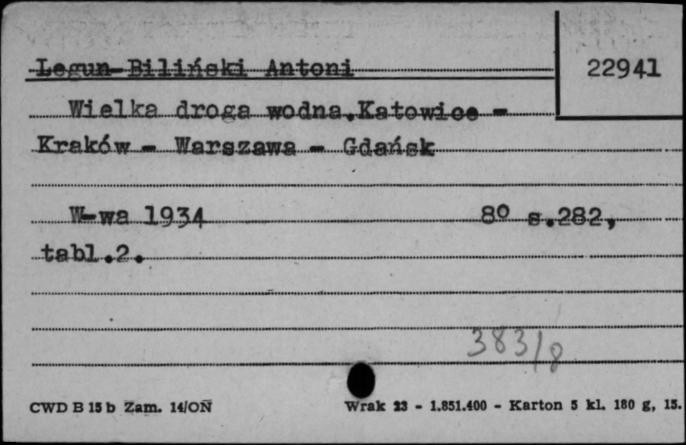 Legun-Biliński Antoni
22941
Wielka droga wodna.Katowice -
Kraków - Warszawa - Gdańsk
W-wa 1934 8° s.282,
tabl.2.
383/8
CWD B 15 b Zam. 14/OŃ
Wrak 23 - 1.851.400 - Karton 5 kl. 180 g, 15.